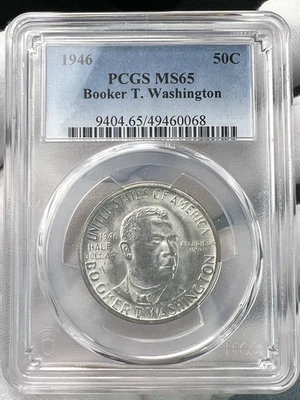 1946 50C
PCGS MS65
Booker T. Washington
9404.65/49460068
UNITED STATES OF AMERICA
1946
HALF
DOLLAR
BOOKER T. WASHINGTON